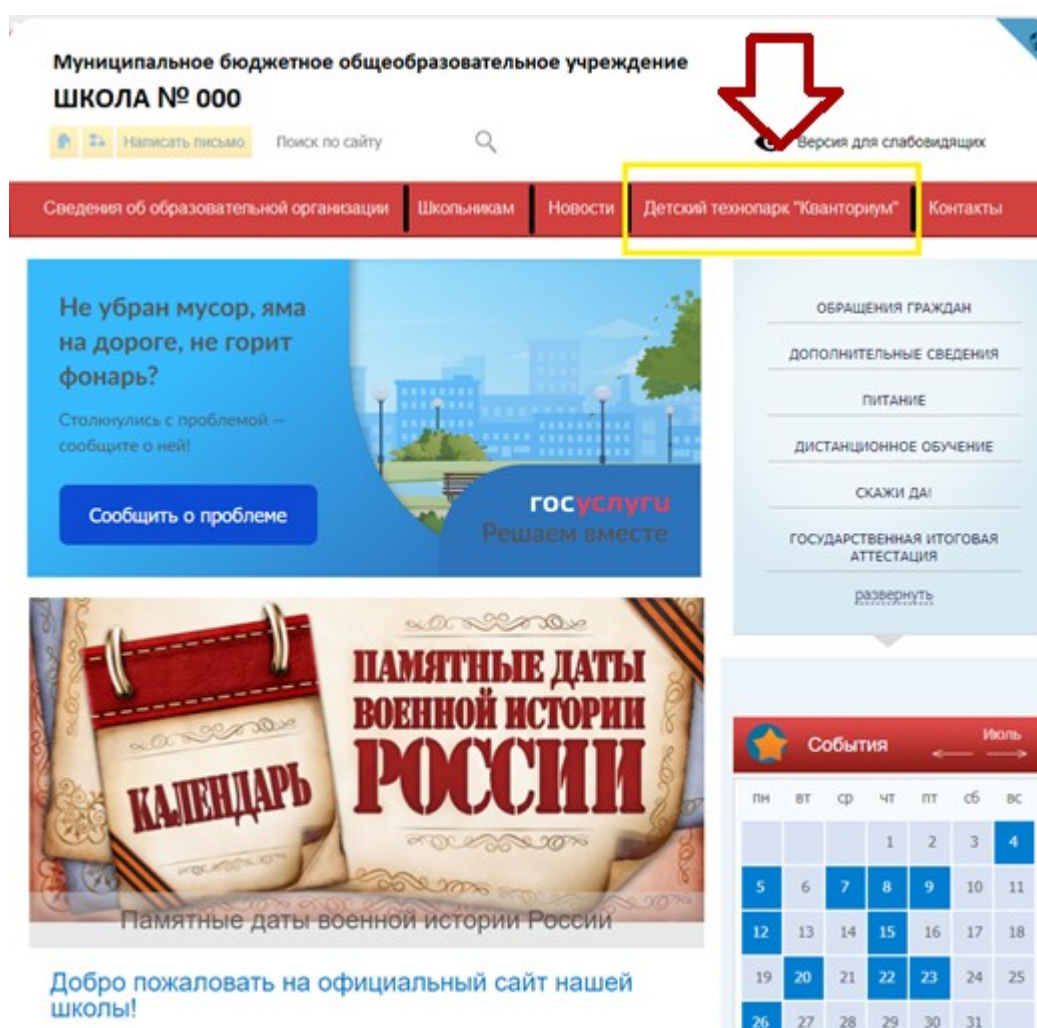 Муниципальное бюджетное общеобразовательное учреждение
ШКОЛА № 000
Написать письмо Поиск по сайту Версия для слабовидящих
Сведения об образовательной организации Школьникам Новости Детский технопарк "Кванториум" Контакты
Не убран мусор, яма
на дороге, не горит
фонарь?
Столкнулись с проблемой —
сообщите о ней!
Сообщить о проблеме
госуслуги
Решаем вместе
ОБРАЩЕНИЯ ГРАЖДАН
ДОПОЛНИТЕЛЬНЫЕ СВЕДЕНИЯ
ПИТАНИЕ
ДИСТАНЦИОННОЕ ОБУЧЕНИЕ
СКАЖИ ДА!
ГОСУДАРСТВЕННАЯ ИТОГОВАЯ
АТТЕСТАЦИЯ
развернуть
КАЛЕНДАРЬ
ПАМЯТНЫЕ ДАТЫ
ВОЕННОЙ ИСТОРИИ
РОССИИ
Памятные даты военной истории России
Добро пожаловать на официальный сайт нашей
школы!
События Июль
пн вт ср чт пт сб вс
1 2 3 4
5 6 7 8 9 10 11
12 13 14 15 16 17 18
19 20 21 22 23 24 25
26 27 28 29 30 31